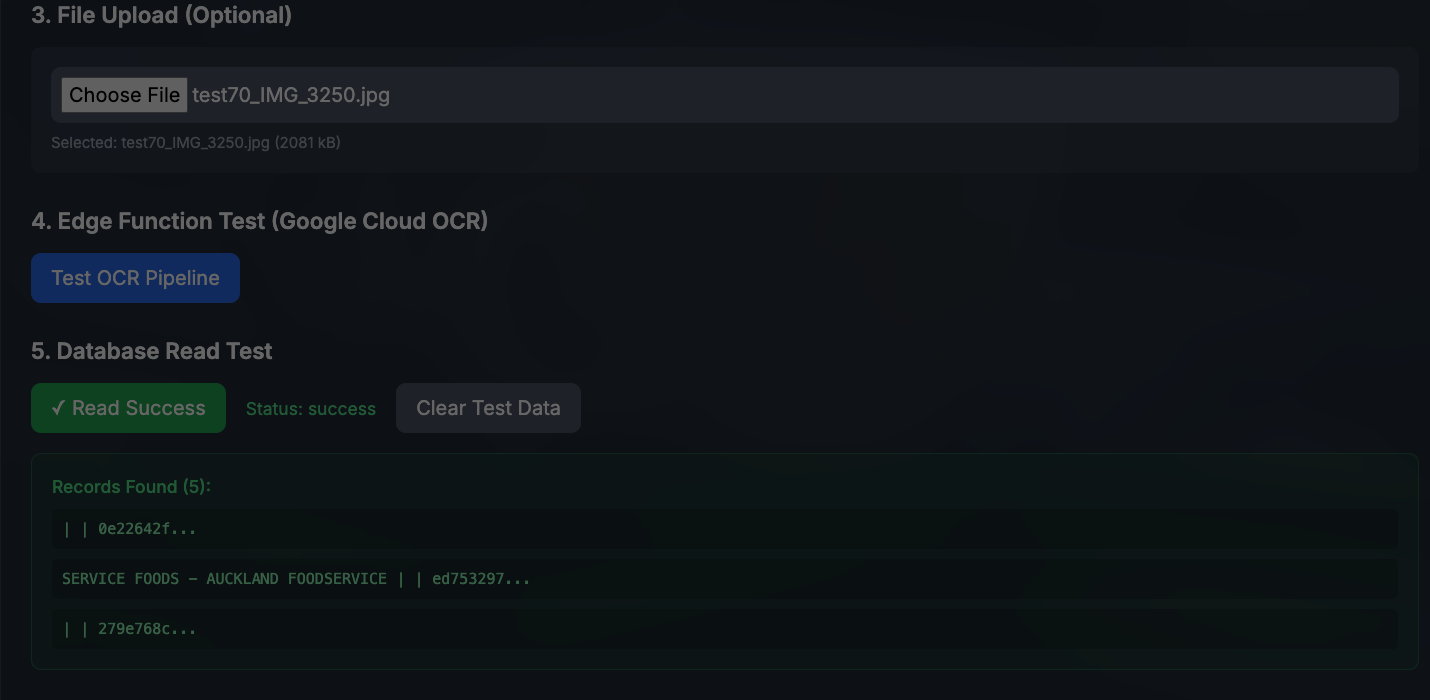 3. File Upload (Optional)
Choose File test70_IMG_3250.jpg
Selected: test70_IMG_3250.jpg (2081 kB)
4. Edge Function Test (Google Cloud OCR)
Test OCR Pipeline
5. Database Read Test
✓ Read Success Status: success Clear Test Data
Records Found (5):
| | 0e22642f...
SERVICE FOODS – AUCKLAND FOODSERVICE | | ed753297...
| | 279e768c...